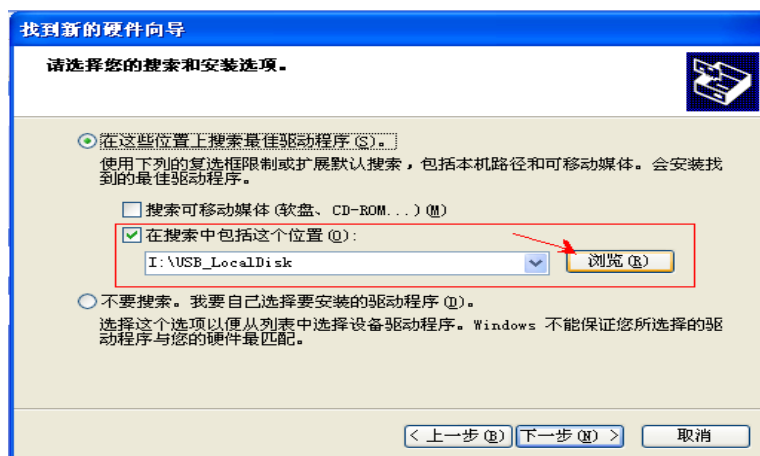 找到新的硬件向导
请选择您的搜索和安装选项。
在这些位置上搜索最佳驱动程序(S)。
使用下列的复选框限制或扩展默认搜索，包括本机路径和可移动媒体。会安装找
到的最佳驱动程序。
搜索可移动媒体(软盘、CD-ROM...)(M)
在搜索中包括这个位置(O):
I:\USB_LocalDisk
浏览(R)
不要搜索。我要自己选择要安装的驱动程序(D)。
选择这个选项以便从列表中选择设备驱动程序。Windows 不能保证您所选择的驱
动程序与您的硬件最匹配。
< 上一步(B) 下一步(N) > 取消